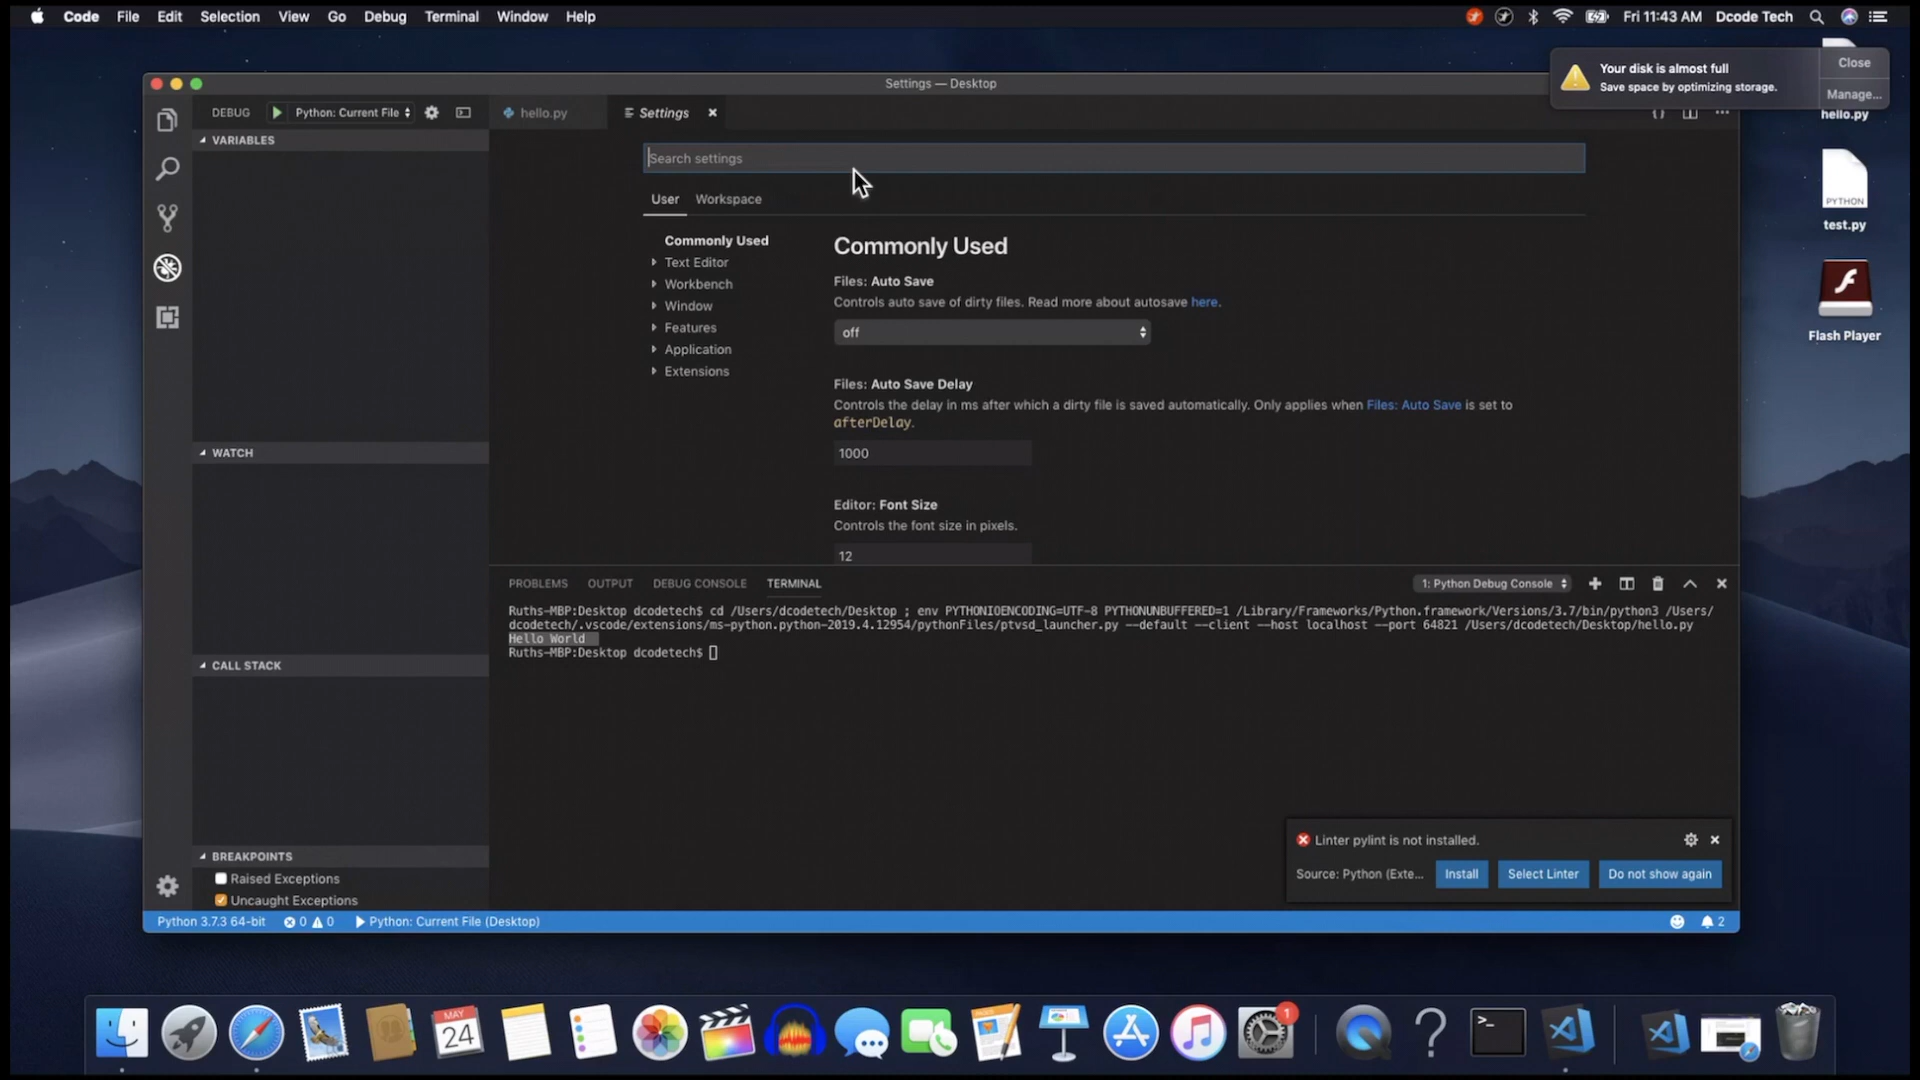 Code File Edit Selection View Go Debug Terminal Window Help
Fri 11:43 AM Dcode Tech
Your disk is almost full
Save space by optimizing storage.
Close
Manage...
Settings — Desktop
DEBUG Python: Current File
hello.py
Settings
VARIABLES
WATCH
CALL STACK
BREAKPOINTS
Raised Exceptions
Uncaught Exceptions
Search settings
User Workspace
Commonly Used
Text Editor
Workbench
Window
Features
Application
Extensions
Commonly Used
Files: Auto Save
Controls auto save of dirty files. Read more about autosave here.
off
Files: Auto Save Delay
Controls the delay in ms after which a dirty file is saved automatically. Only applies when Files: Auto Save is set to
afterDelay.
1000
Editor: Font Size
Controls the font size in pixels.
12
PROBLEMS OUTPUT DEBUG CONSOLE TERMINAL
1: Python Debug Console
Ruths-MBP:Desktop dcodetech$ cd /Users/dcodetech/Desktop ; env PYTHONIOENCODING=UTF-8 PYTHONUNBUFFERED=1 /Library/Frameworks/Python.framework/Versions/3.7/bin/python3 /Users/
dcodetech/.vscode/extensions/ms-python.python-2019.4.12954/pythonFiles/ptvsd_launcher.py --default --client --host localhost --port 64821 /Users/dcodetech/Desktop/hello.py
Hello World
Ruths-MBP:Desktop dcodetech$
Linter pylint is not installed.
Source: Python (Exte...
Install
Select Linter
Do not show again
Python 3.7.3 64-bit 0 0 Python: Current File (Desktop)
2
hello.py
PYTHON
test.py
Flash Player
MAY
24
1